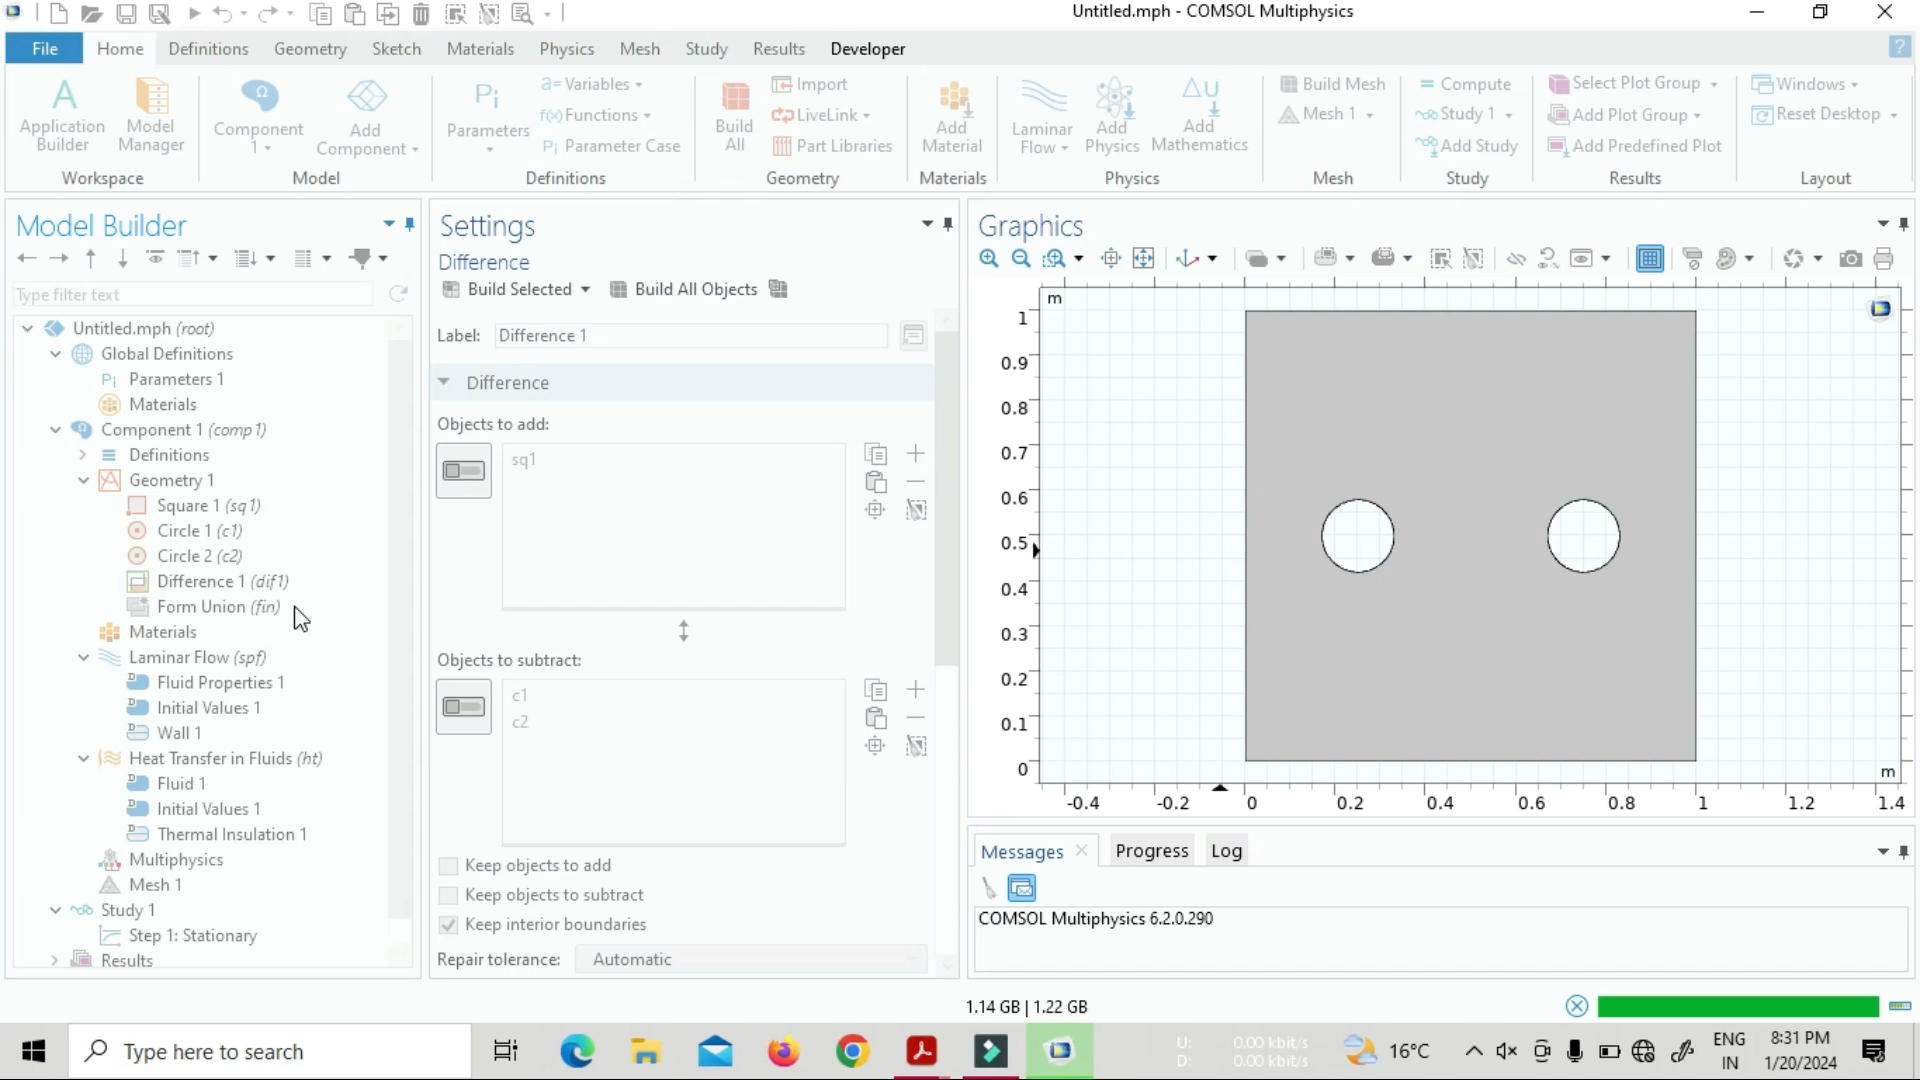 Untitled.mph - COMSOL Multiphysics
File Home Definitions Geometry Sketch Materials Physics Mesh Study Results Developer
Application Builder
Model Manager
Workspace
Component 1
Add Component
Model
Parameters
a= Variables
f(x) Functions
Pi Parameter Case
Definitions
Build All
Import
LiveLink
Part Libraries
Geometry
Add Material
Materials
Laminar Flow
Add Physics
Add Mathematics
Physics
Build Mesh
Mesh 1
Mesh
= Compute
Study 1
Add Study
Study
Select Plot Group
Add Plot Group
Add Predefined Plot
Results
Windows
Reset Desktop
Layout
Model Builder
Type filter text
Untitled.mph (root)
Global Definitions
Pi Parameters 1
Materials
Component 1 (comp1)
Definitions
Geometry 1
Square 1 (sq1)
Circle 1 (c1)
Circle 2 (c2)
Difference 1 (dif1)
Form Union (fin)
Materials
Laminar Flow (spf)
Fluid Properties 1
Initial Values 1
Wall 1
Heat Transfer in Fluids (ht)
Fluid 1
Initial Values 1
Thermal Insulation 1
Multiphysics
Mesh 1
Study 1
Step 1: Stationary
Results
Settings
Difference
Build Selected Build All Objects
Label: Difference 1
Difference
Objects to add:
sq1
Objects to subtract:
c1
c2
Keep objects to add
Keep objects to subtract
Keep interior boundaries
Repair tolerance: Automatic
Graphics
m
1
0.9
0.8
0.7
0.6
0.5
0.4
0.3
0.2
0.1
0
m
-0.4 -0.2 0 0.2 0.4 0.6 0.8 1 1.2 1.4
Messages Progress Log
COMSOL Multiphysics 6.2.0.290
1.14 GB | 1.22 GB
Type here to search
U: 0.00 kbit/s
D: 0.00 kbit/s
16°C
ENG
IN
8:31 PM
1/20/2024